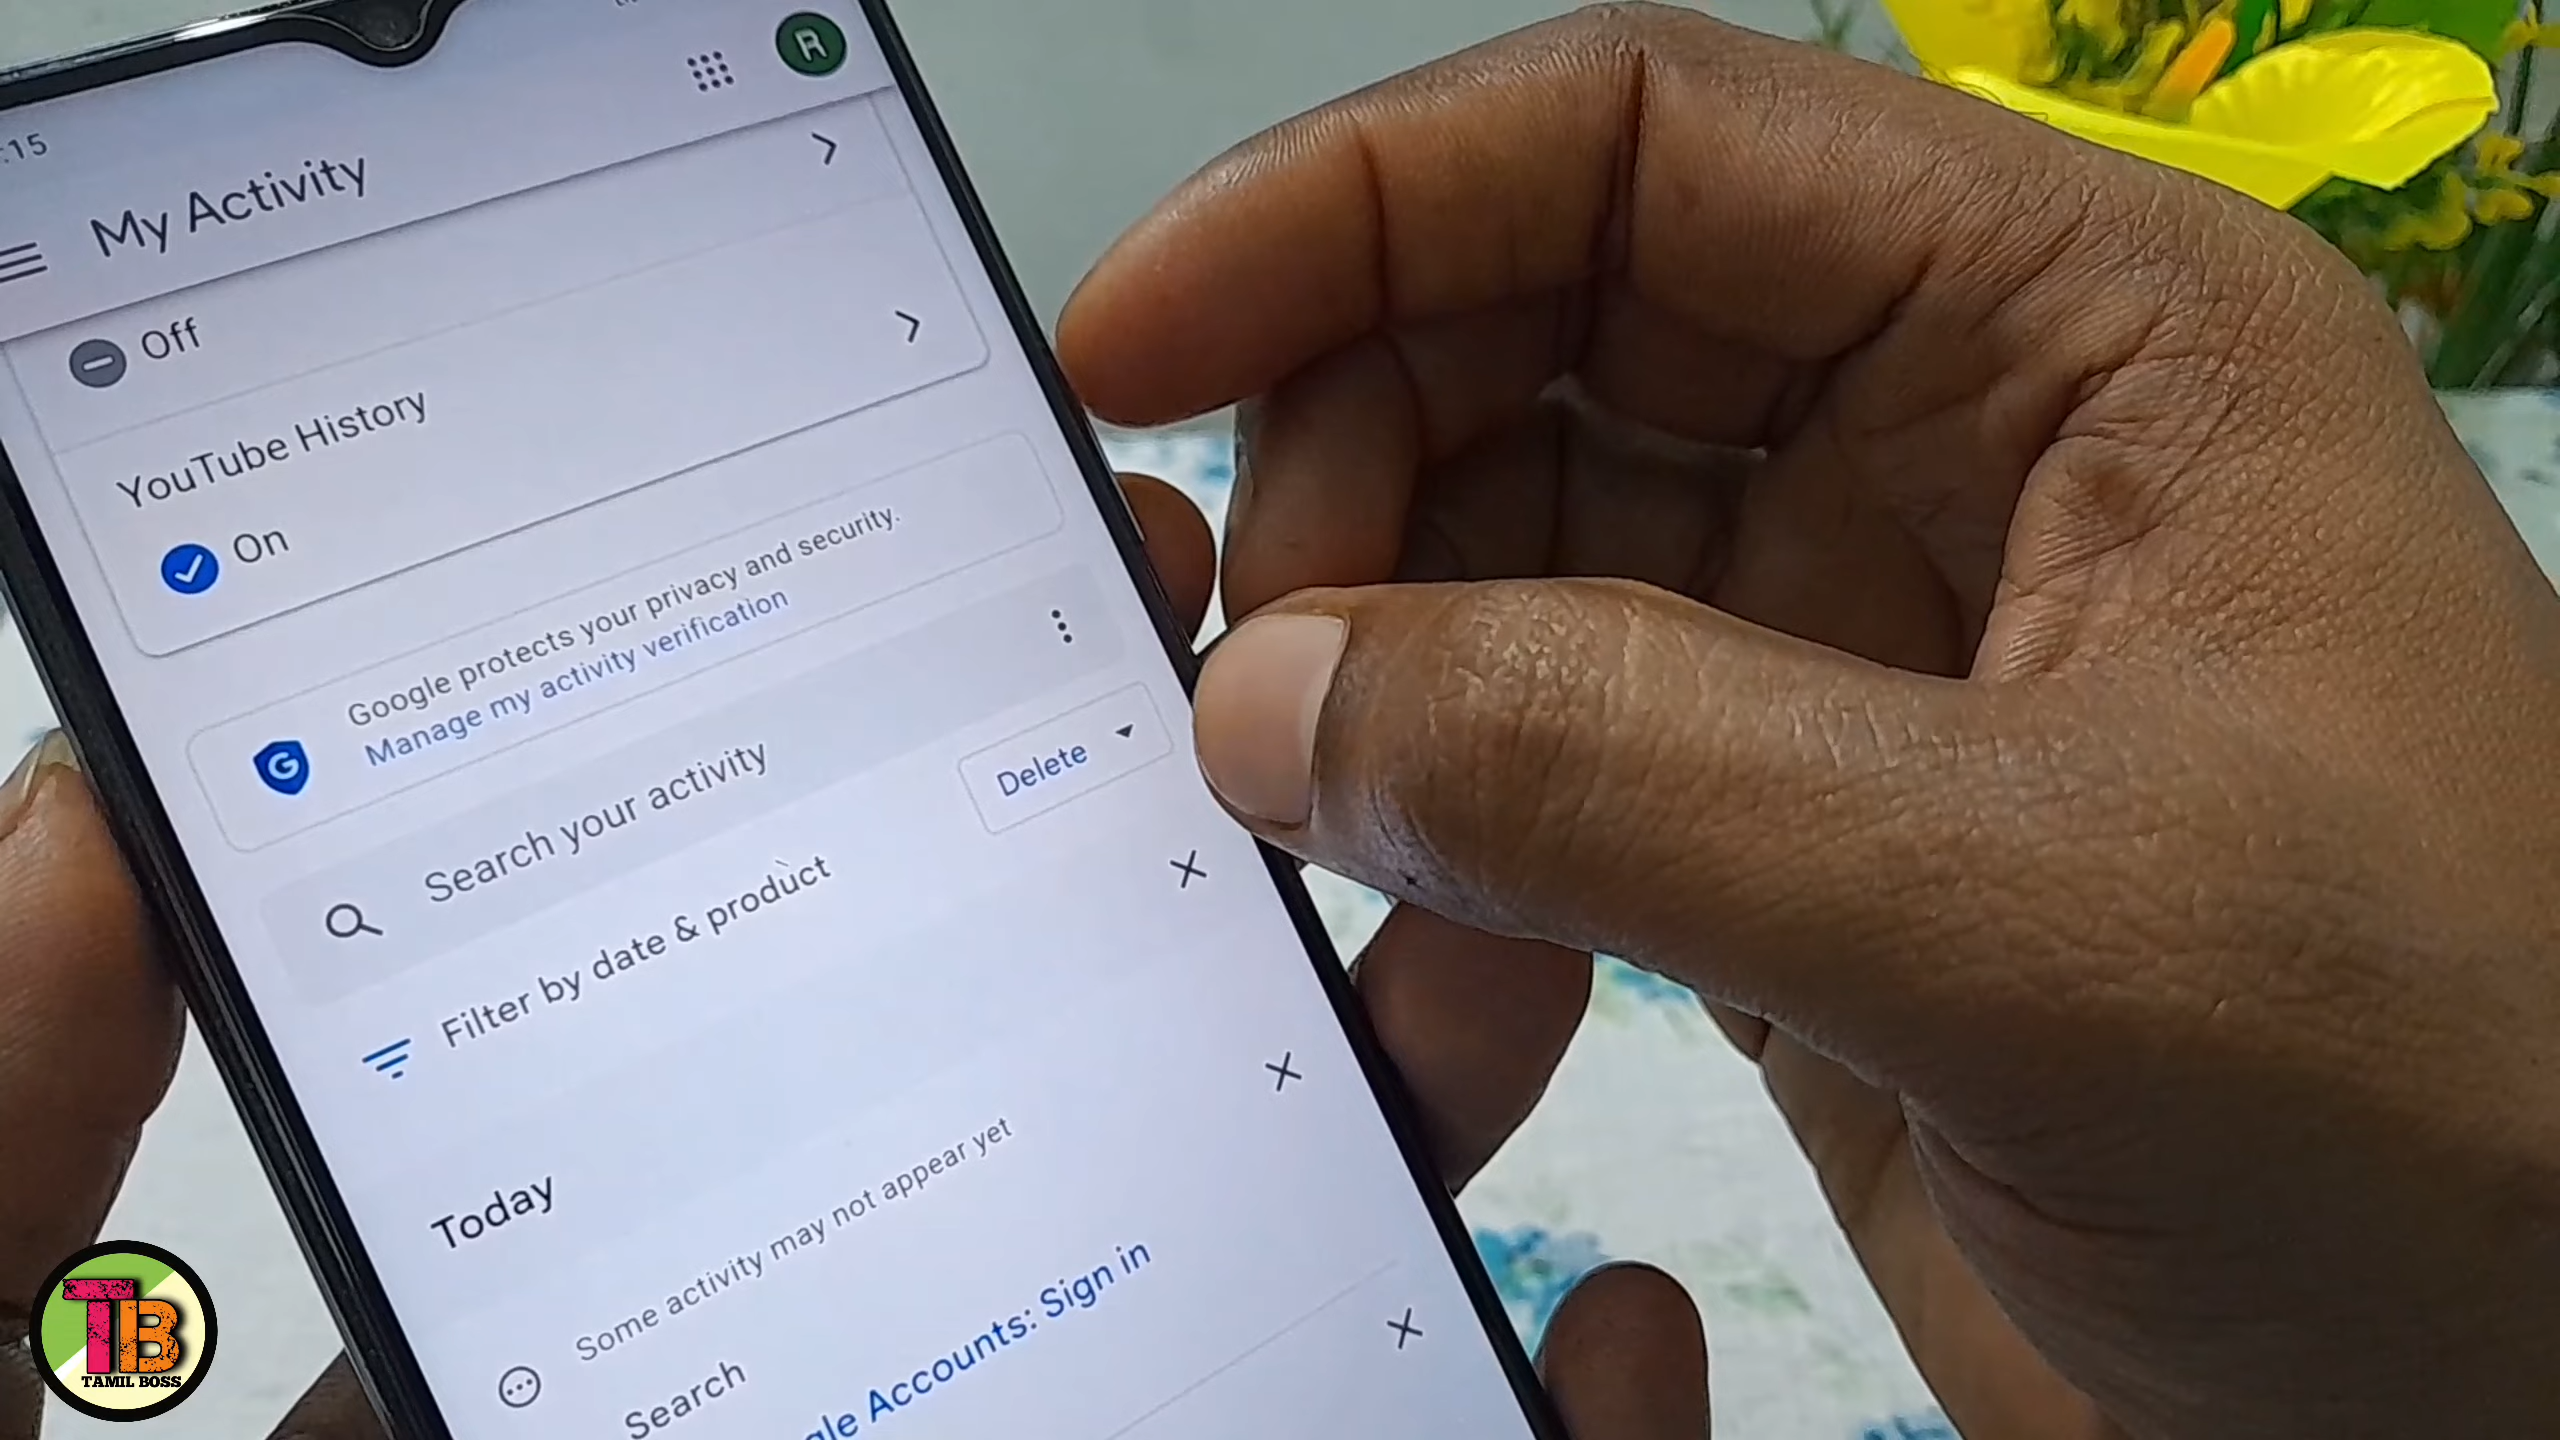 :15
R
My Activity
Off
YouTube History
On
Google protects your privacy and security.
Manage my activity verification
Search your activity
Delete
Filter by date & product
Today
Some activity may not appear yet
Search
Accounts: Sign in
TB
TAMIL BOSS